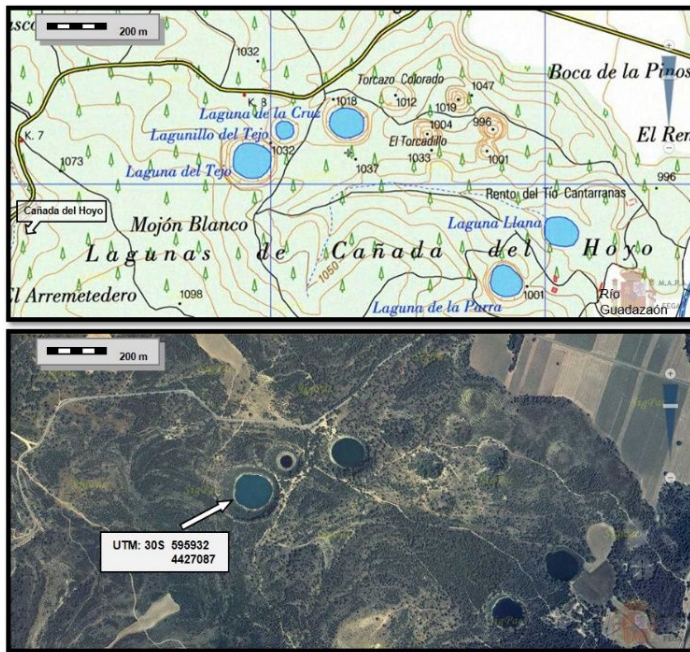 200 m
1032
Torcazo Colorado
1047
Boca de la Pinos
K. 8
1018
1012
1019
Laguna de la Cruz
K. 7
Lagunillo del Tejo
1004
996
El Ren
El Torcadillo
1032
1033
1073
Laguna del Tejo
1037
1001
Rento del Tío Cantarranas
996
Cañada del Hoyo
Mojón Blanco
Laguna Llana
Lagunas de Cañada del Hoyo
1050
El Arremetedero
1098
1001
Laguna de la Parra
Río
Guadazaón
M.A.P.A.
200 m
UTM: 30S 595932
4427087